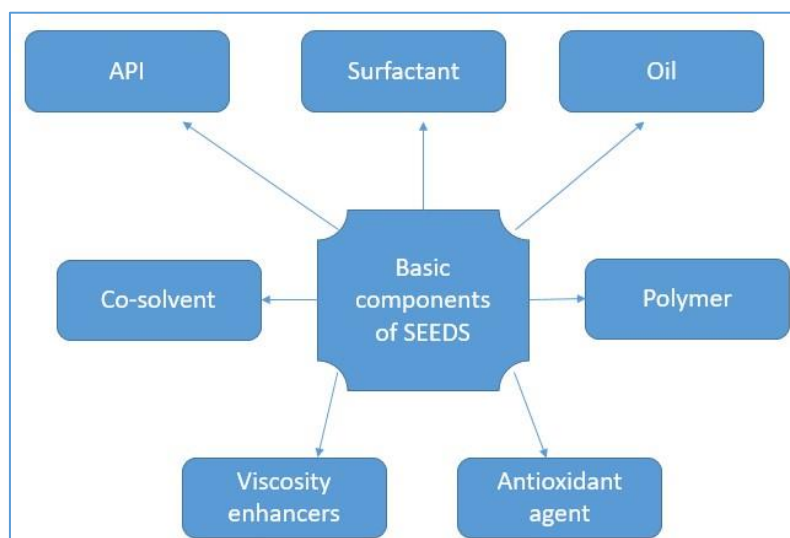 API
Surfactant
Oil
Basic
components
of SEEDS
Co-solvent
Polymer
Viscosity
enhancers
Antioxidant
agent